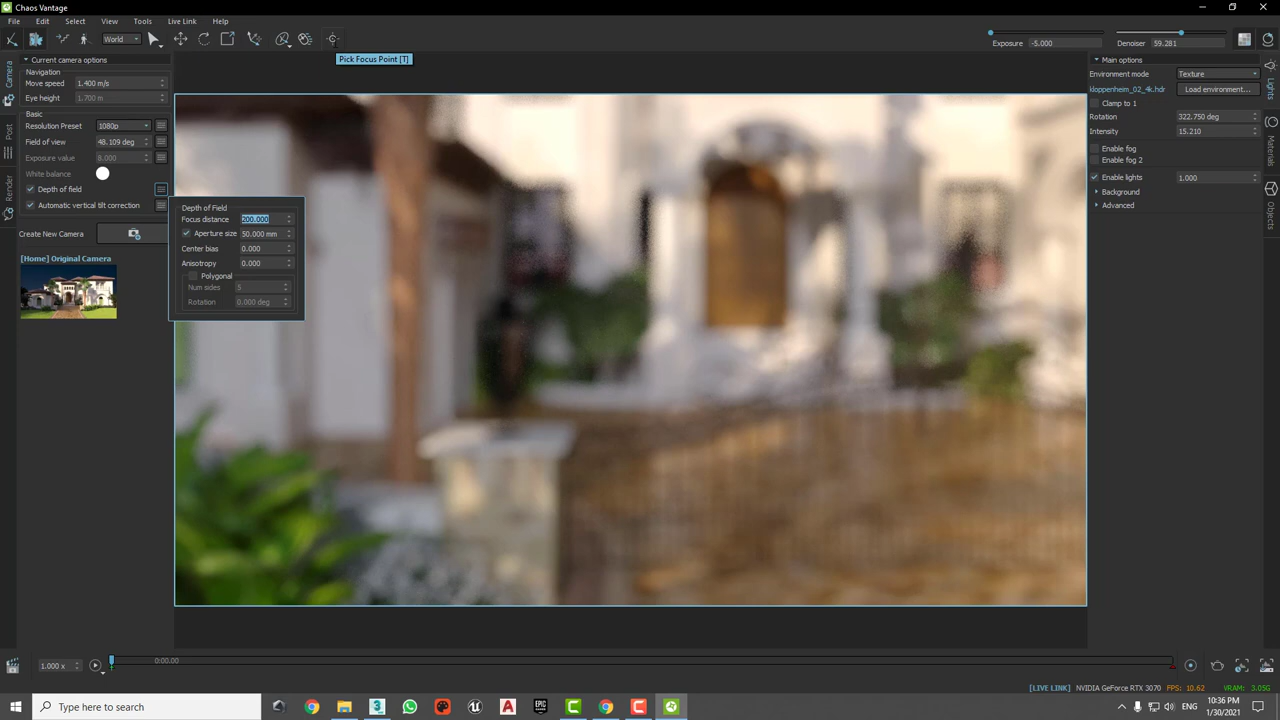 Chaos Vantage
File Edit Select View Tools Live Link Help
World
Exposure -5.000 Denoiser 59.281
Pick Focus Point [T]
Camera
Post
Render
Current camera options
Navigation
Move speed 1.400 m/s
Eye height 1.700 m
Basic
Resolution Preset 1080p
Field of view 48.109 deg
Exposure value 8.000
White balance
Depth of field
Automatic vertical tilt correction
Create New Camera
[Home] Original Camera
Depth of Field
Focus distance 200.000
Aperture size 50.000 mm
Center bias 0.000
Anisotropy 0.000
Polygonal
Num sides 5
Rotation 0.000 deg
Main options
Environment mode Texture
kloppenheim_02_4k.hdr Load environment...
Clamp to 1
Rotation 322.750 deg
Intensity 15.210
Enable fog
Enable fog 2
Enable lights 1.000
Background
Advanced
Lights
Materials
Objects
1.000 x 0:00.00
[LIVE LINK] NVIDIA GeForce RTX 3070 FPS: 10.62 VRAM: 3.05G
Type here to search
ENG 10:36 PM
1/30/2021